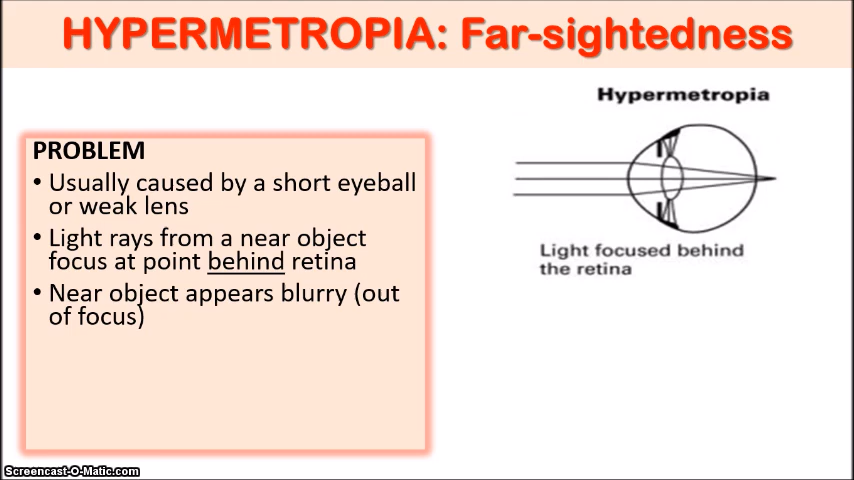 HYPERMETROPIA: Far-sightedness
Hypermetropia
PROBLEM
• Usually caused by a short eyeball
or weak lens
• Light rays from a near object
focus at point behind retina
• Near object appears blurry (out
of focus)
Light focused behind
the retina
Screencast-O-Matic.com